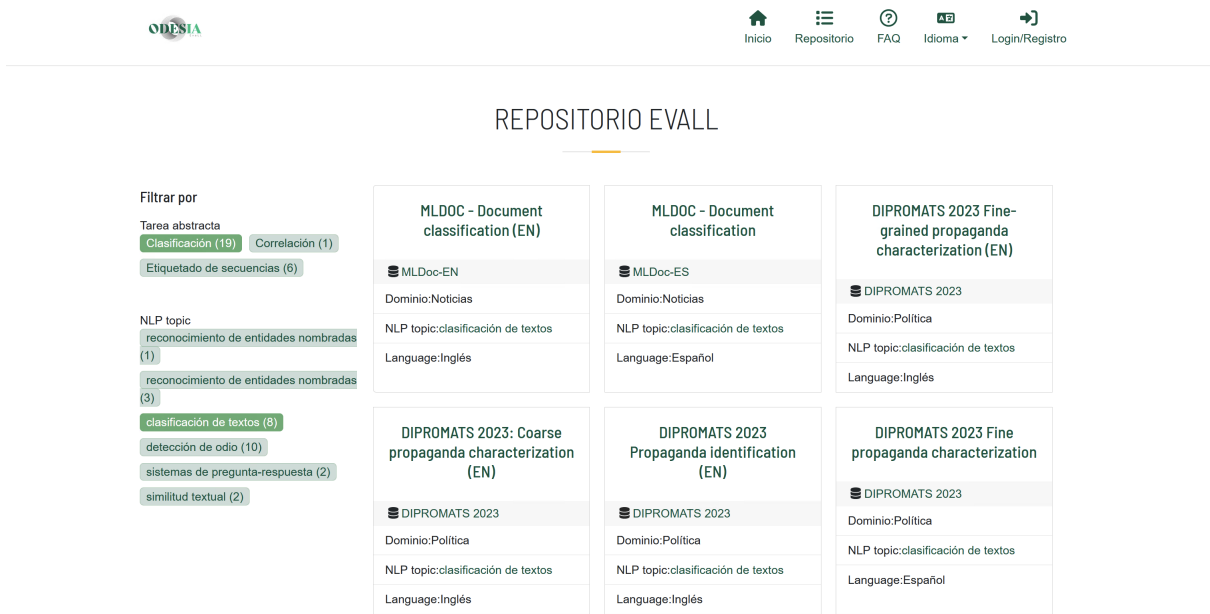 ODESIA
Inicio
Repositorio
FAQ
Idioma
Login/Registro
REPOSITORIO EVALL
Filtrar por
Tarea abstracta
Clasificación (19)
Correlación (1)
Etiquetado de secuencias (6)
NLP topic
reconocimiento de entidades nombradas
(1)
reconocimiento de entidades nombradas
(3)
clasificación de textos (8)
detección de odio (10)
sistemas de pregunta-respuesta (2)
similitud textual (2)
MLDOC - Document
classification (EN)
MLDoc-EN
Dominio:Noticias
NLP topic:clasificación de textos
Language:Inglés
MLDOC - Document
classification
MLDoc-ES
Dominio:Noticias
NLP topic:clasificación de textos
Language:Español
DIPROMATS 2023 Fine-
grained propaganda
characterization (EN)
DIPROMATS 2023
Dominio:Política
NLP topic:clasificación de textos
Language:Inglés
DIPROMATS 2023: Coarse
propaganda characterization
(EN)
DIPROMATS 2023
Dominio:Política
NLP topic:clasificación de textos
Language:Inglés
DIPROMATS 2023
Propaganda identification
(EN)
DIPROMATS 2023
Dominio:Política
NLP topic:clasificación de textos
Language:Inglés
DIPROMATS 2023 Fine
propaganda characterization
DIPROMATS 2023
Dominio:Política
NLP topic:clasificación de textos
Language:Español